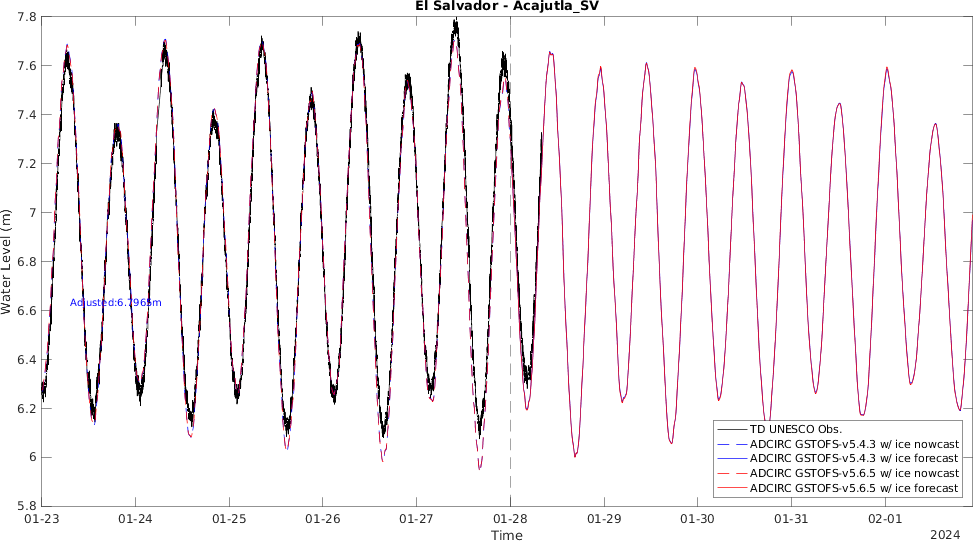 El Salvador - Acajutla_SV
7.8
7.6
7.4
7.2
7
6.8
6.6
6.4
6.2
6
5.8
Water Level (m)
Adjusted:6.7965m
TD UNESCO Obs.
ADCIRC GSTOFS-v5.4.3 w/ ice nowcast
ADCIRC GSTOFS-v5.4.3 w/ ice forecast
ADCIRC GSTOFS-v5.6.5 w/ ice nowcast
ADCIRC GSTOFS-v5.6.5 w/ ice forecast
01-23 01-24 01-25 01-26 01-27 01-28 01-29 01-30 01-31 02-01
Time
2024